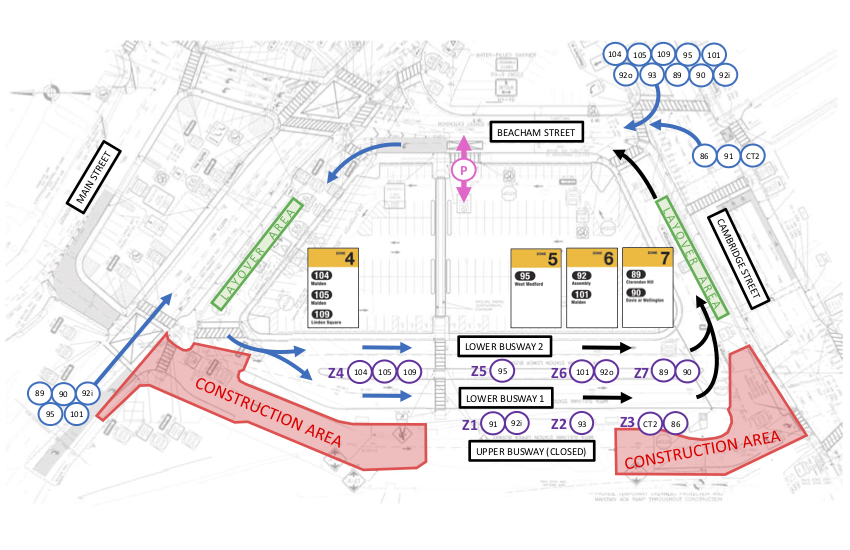 104 105 109 95 101
92o 93 89 90 92i
BEACHAM STREET
86 91 CT2
P
MAIN STREET
LAYOVER AREA
LAYOVER AREA
CAMBRIDGE STREET
ZONE 4
104
Malden
105
Malden
109
Linden Square
ZONE 5
95
West Medford
ZONE 6
92
Assembly
101
Malden
ZONE 7
89
Clarendon Hill
90
Davis or Wellington
LOWER BUSWAY 2
Z4 104 105 109
Z5 95
Z6 101 92o
Z7 89 90
89 90 92i
95 101
LOWER BUSWAY 1
CONSTRUCTION AREA
Z1 91 92i
Z2 93
Z3 CT2 86
UPPER BUSWAY (CLOSED)
CONSTRUCTION AREA